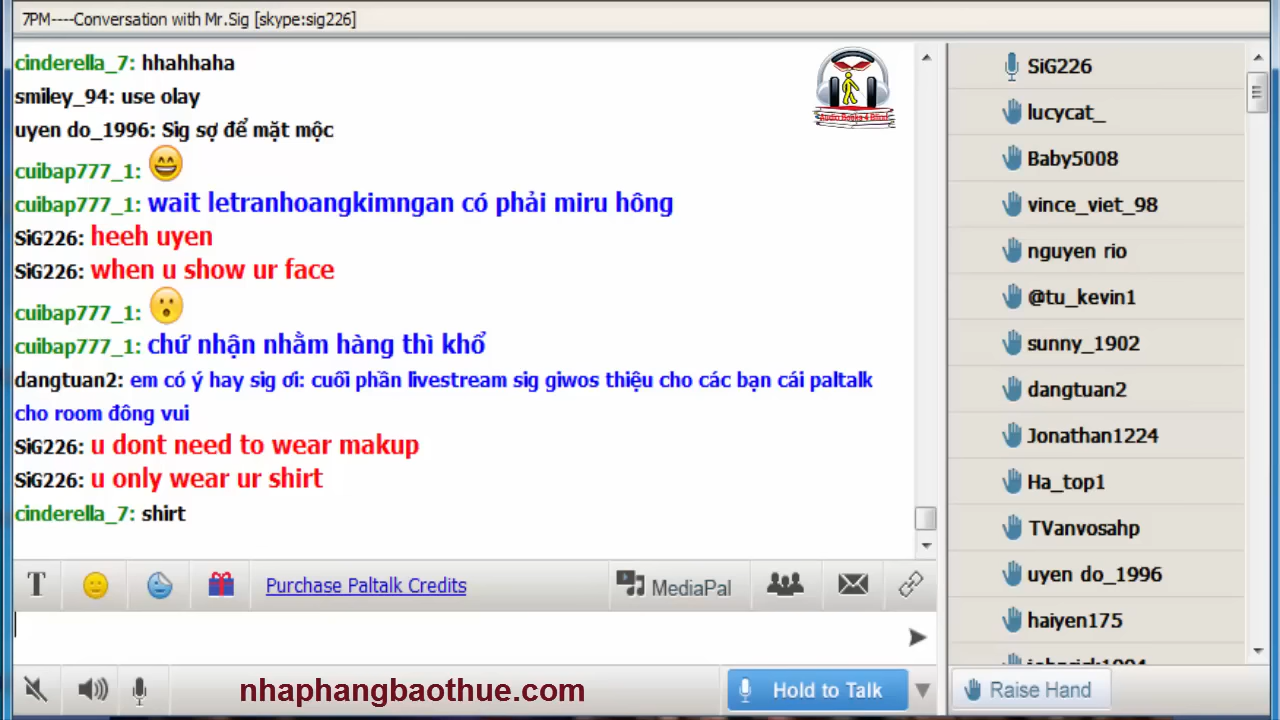 7PM----Conversation with Mr.Sig [skype:sig226]
cinderella_7: hhahhaha
smiley_94: use olay
uyen do_1996: Sig sợ để mặt mộc
cuibap777_1:
cuibap777_1: wait letranhoangkimngan có phải miru hông
SiG226: heeh uyen
SiG226: when u show ur face
cuibap777_1:
cuibap777_1: chứ nhận nhằm hàng thì khổ
dangtuan2: em có ý hay sig ơi: cuối phần livestream sig giwos thiệu cho các bạn cái paltalk
cho room đông vui
SiG226: u dont need to wear makup
SiG226: u only wear ur shirt
cinderella_7: shirt
Audio Books 4 Blind
SiG226
lucycat_
Baby5008
vince_viet_98
nguyen rio
@tu_kevin1
sunny_1902
dangtuan2
Jonathan1224
Ha_top1
TVanvosahp
uyen do_1996
haiyen175
T
Purchase Paltalk Credits
MediaPal
nhaphangbaothue.com
Hold to Talk
Raise Hand